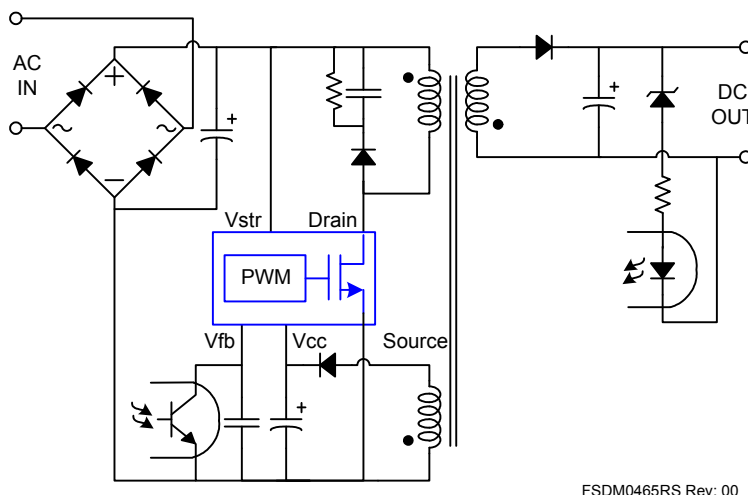 AC
IN
+
~
~
−
+
+
DC
OUT
Vstr
Drain
PWM
Vfb
Vcc
Source
+
FSDM0465RS Rev: 00